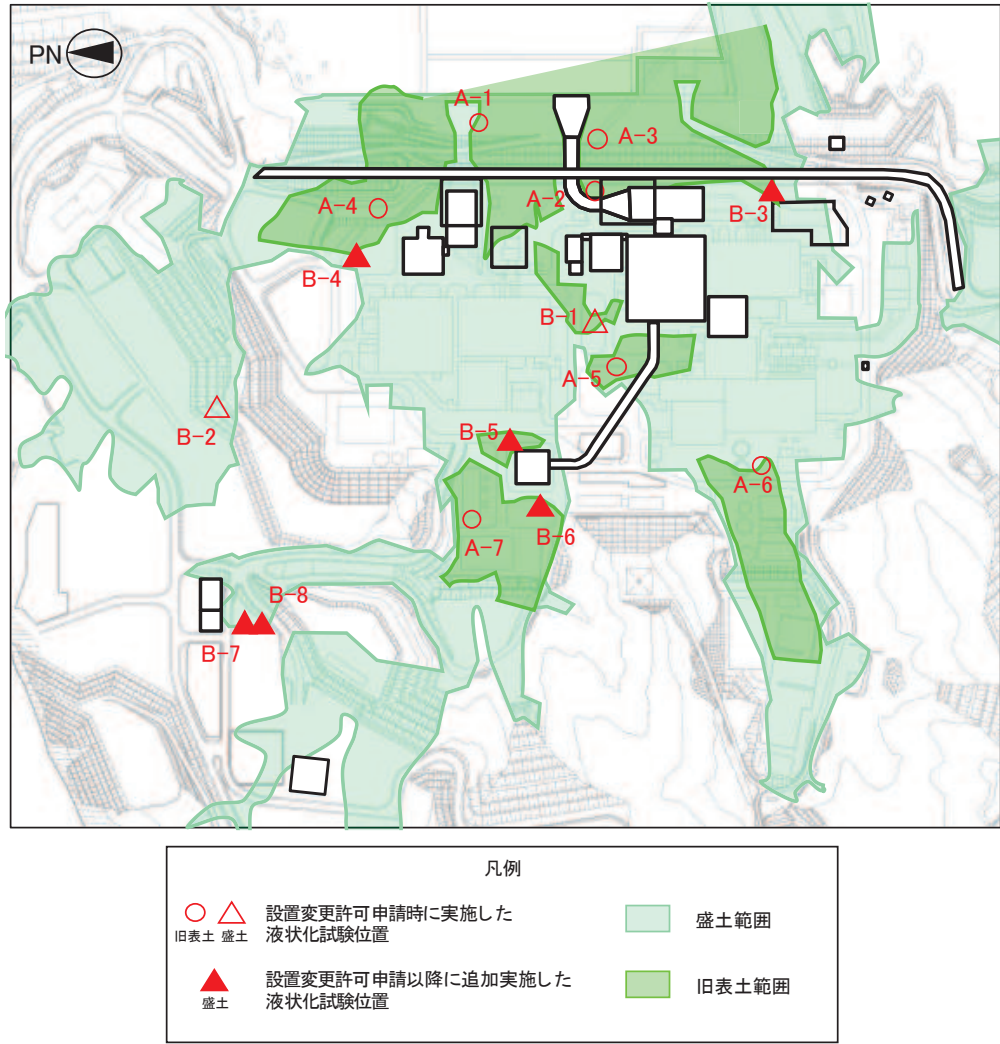 PN
A-1
A-3
A-2
A-4
B-3
B-4
B-1
A-5
B-2
B-5
A-6
B-6
A-7
B-8
B-7
凡例
設置変更許可申請時に実施した
液状化試験位置
旧表土 盛土
盛土範囲
設置変更許可申請以降に追加実施した
液状化試験位置
盛土
旧表土範囲